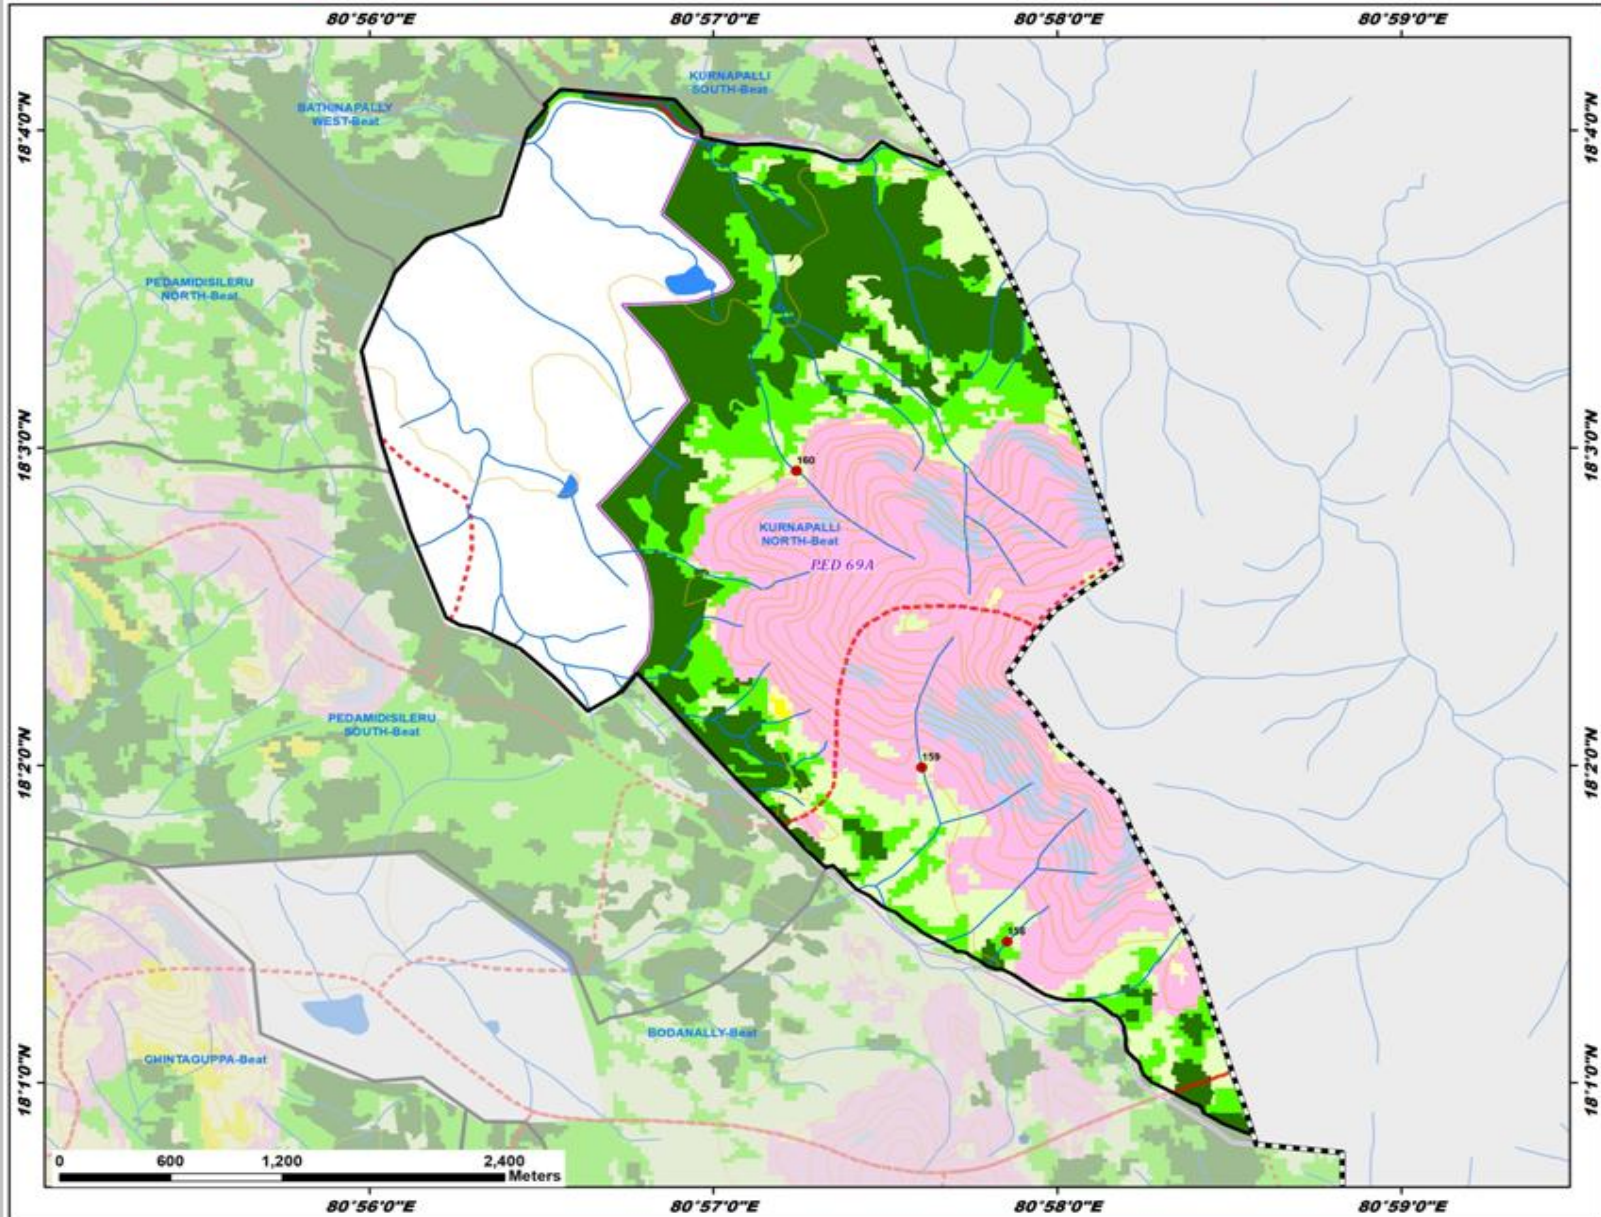 80°56'0"E 80°57'0"E 80°58'0"E 80°59'0"E
KURNAPALLI
SOUTH-Beat
BATHINAPALLY
WEST-Beat
18°4'0"N 18°4'0"N
PEDAMIDISILERU
NORTH-Beat
18°3'0"N 18°3'0"N
160
KURNAPALLI
NORTH-Beat
PED 69A
PEDAMIDISILERU
SOUTH-Beat
159
18°2'0"N 18°2'0"N
158
BODANALLY-Beat
CHINTAGUPPA-Beat
18°1'0"N 18°1'0"N
0 600 1,200 2,400
Meters
80°56'0"E 80°57'0"E 80°58'0"E 80°59'0"E